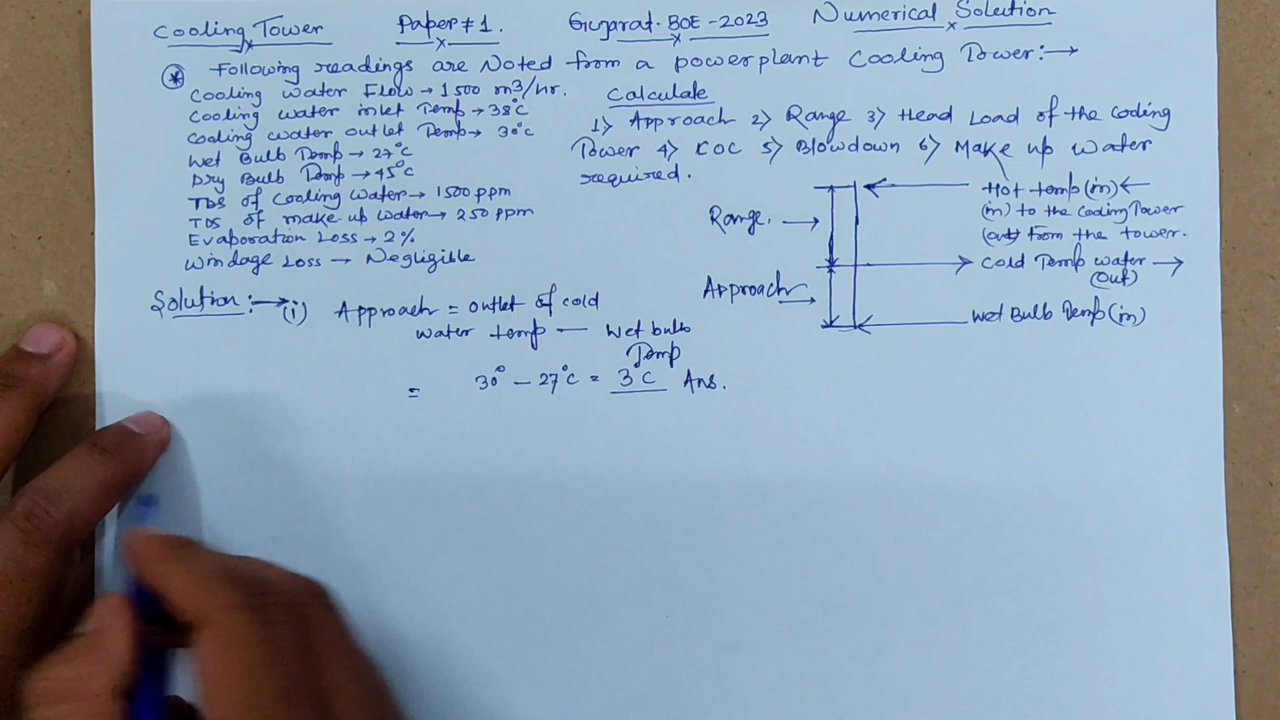 Cooling Tower Paper # 1. Gujarat. BOE - 2023 Numerical Solution
* Following readings are Noted from a powerplant Cooling Tower:→
Cooling water Flow → 1500 m3/hr.
Cooling water inlet Temp → 38°C
Cooling water outlet Temp → 30°C
Wet Bulb Temp → 27°C
Dry Bulb Temp → 45°C
TDS of Cooling water → 1500 ppm
TDS of make-up water → 250 ppm
Evaporation Loss → 2%
Windage Loss → Negligible
Calculate
1> Approach 2> Range 3> Head Load of the Cooling
Tower 4> COC 5> Blowdown 6> Make up water
required.
Range. →
Approach →
Hot temp (in) ←
(in) to the Cooling Tower
(out) from the tower.
Cold Temp water →
(out)
Wet Bulb Temp (in)
Solution :→ (i) Approach = outlet of cold
water temp — Wet bulb
Temp
= 30° - 27°C = 3°C Ans.